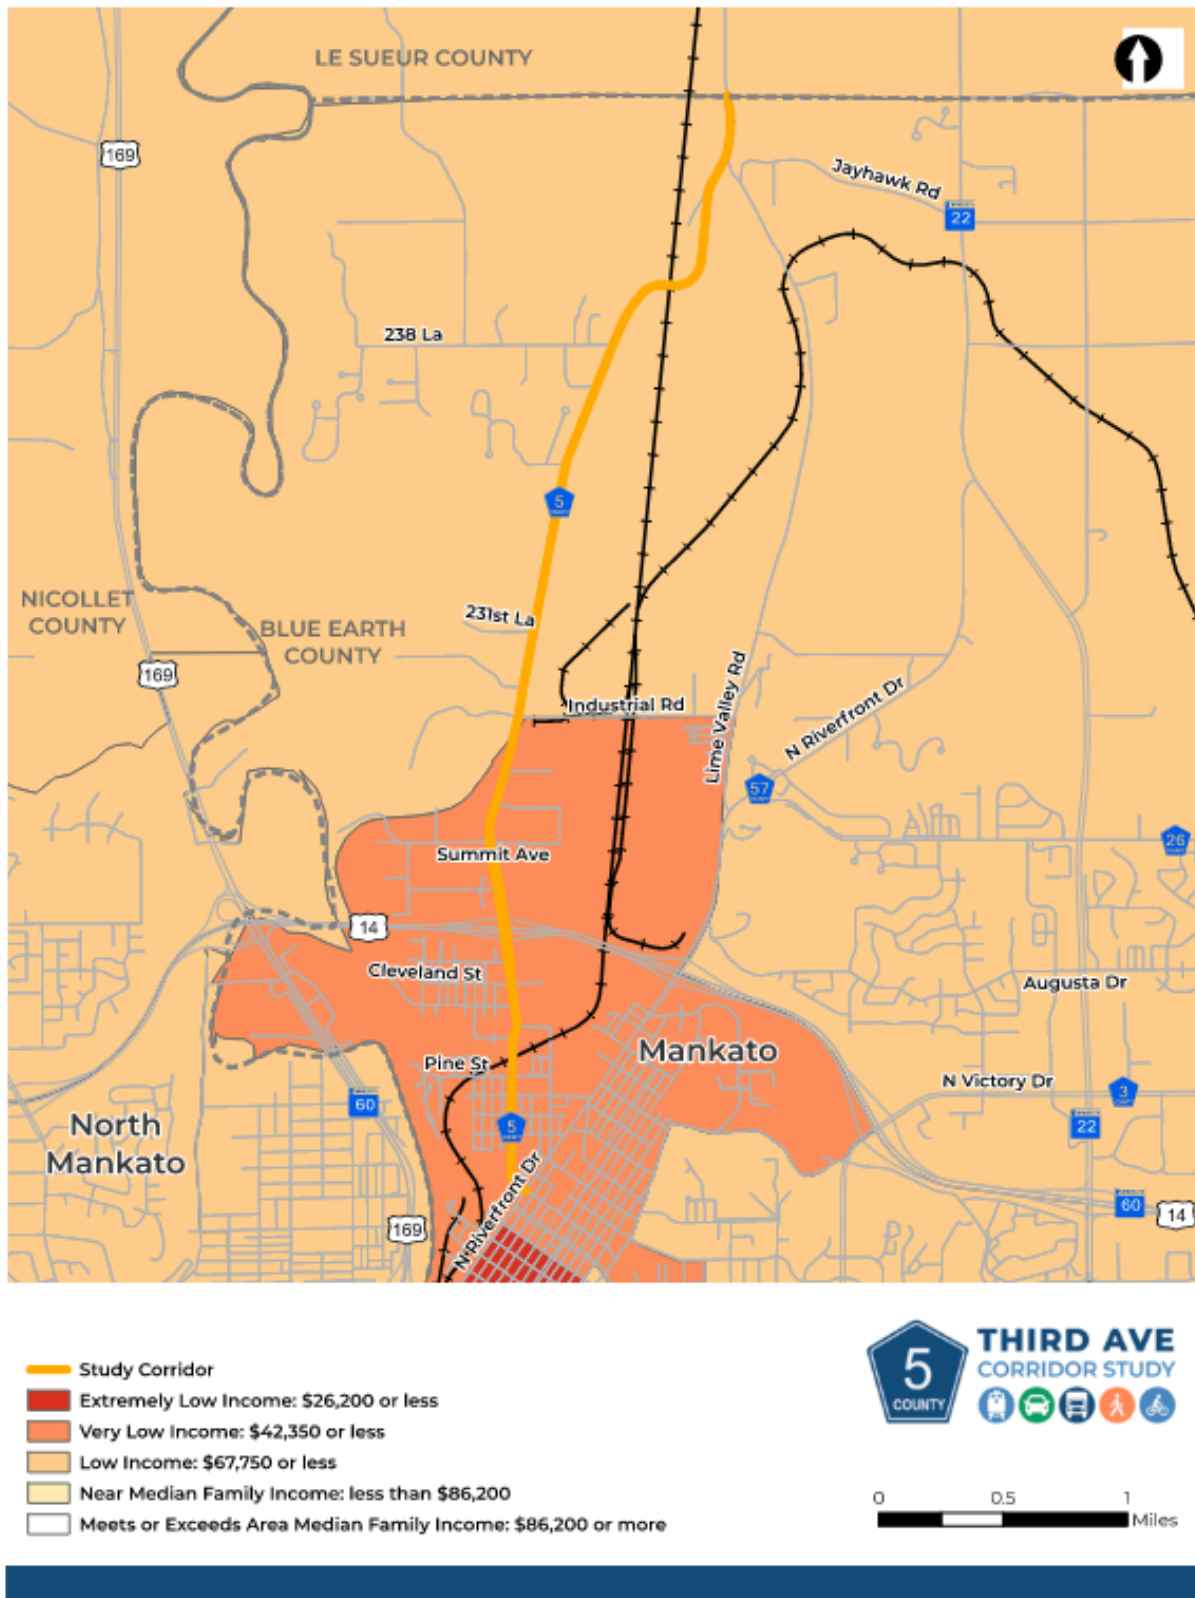 LE SUEUR COUNTY
169
Jayhawk Rd
22
238 La
5
COUNTY
NICOLLET
COUNTY
231st La
BLUE EARTH
COUNTY
169
Industrial Rd
Lime Valley Rd
N Riverfront Dr
57
26
Summit Ave
14
Cleveland St
Augusta Dr
Mankato
Pine St
N Victory Dr
3
60
22
5
COUNTY
North
Mankato
N Riverfront Dr
60
14
169
Study Corridor
Extremely Low Income: $26,200 or less
Very Low Income: $42,350 or less
Low Income: $67,750 or less
Near Median Family Income: less than $86,200
Meets or Exceeds Area Median Family Income: $86,200 or more
5
COUNTY
THIRD AVE
CORRIDOR STUDY
0 0.5 1
Miles